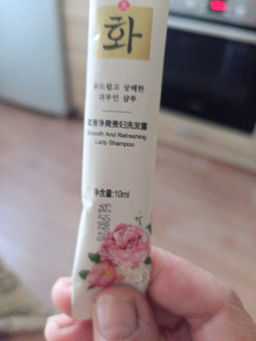 화
부드럽고 상쾌한
귀부인 샴푸
柔滑净爽贵妇洗发露
Smooth And Refreshing
Lady Shampoo
净含量:10ml